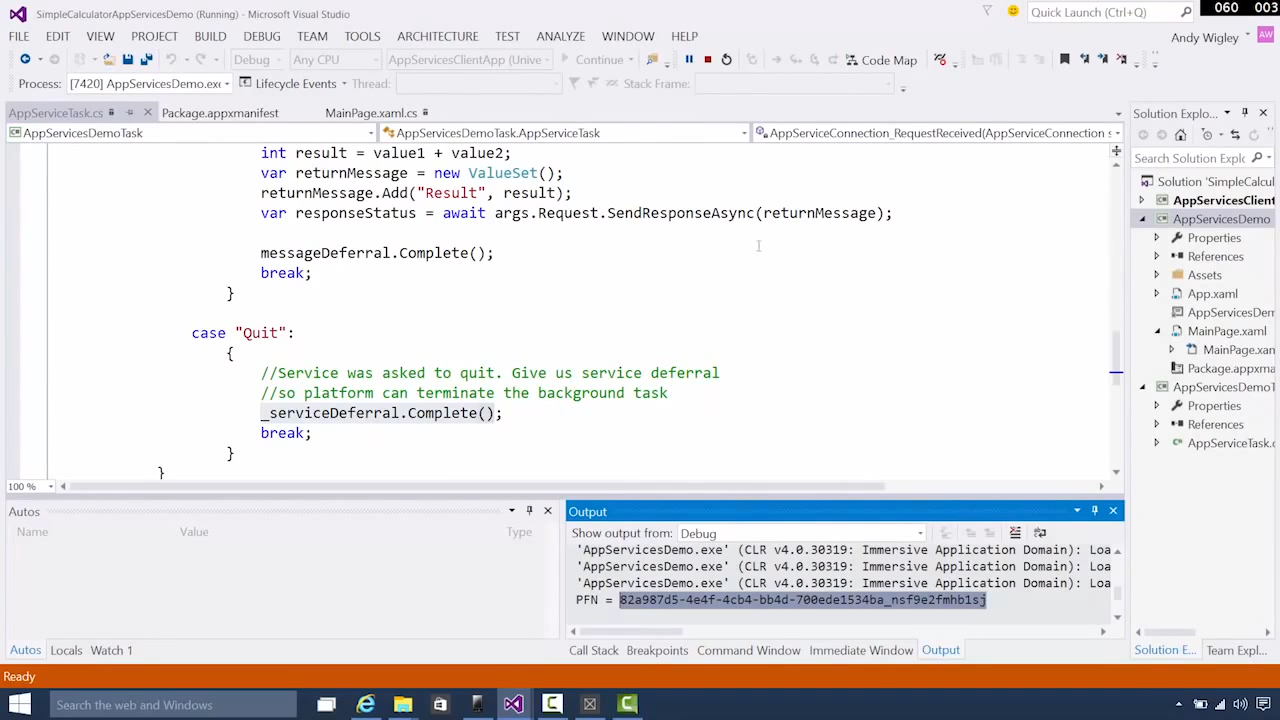 SimpleCalculatorAppServicesDemo (Running) - Microsoft Visual Studio
Quick Launch (Ctrl+Q)
060 003
FILE EDIT VIEW PROJECT BUILD DEBUG TEAM TOOLS ARCHITECTURE TEST ANALYZE WINDOW HELP
Andy Wigley AW
Debug Any CPU AppServicesClientApp (Unive Continue Code Map
Process: [7420] AppServicesDemo.exe Lifecycle Events Thread: Stack Frame:
AppServiceTask.cs Package.appxmanifest MainPage.xaml.cs
AppServicesDemoTask AppServicesDemoTask.AppServiceTask AppServiceConnection_RequestReceived(AppServiceConnection s
int result = value1 + value2;
var returnMessage = new ValueSet();
returnMessage.Add("Result", result);
var responseStatus = await args.Request.SendResponseAsync(returnMessage);
messageDeferral.Complete();
break;
}
case "Quit":
{
//Service was asked to quit. Give us service deferral
//so platform can terminate the background task
_serviceDeferral.Complete();
break;
}
}
100 %
Solution Explo...
Search Solution Explo
Solution 'SimpleCalcul
AppServicesClient
AppServicesDemo
Properties
References
Assets
App.xaml
AppServicesDem
MainPage.xaml
MainPage.xan
Package.appxma
AppServicesDemoT
Properties
References
AppServiceTask.c
Autos
Name Value Type
Output
Show output from: Debug
'AppServicesDemo.exe' (CLR v4.0.30319: Immersive Application Domain): Loa
'AppServicesDemo.exe' (CLR v4.0.30319: Immersive Application Domain): Loa
'AppServicesDemo.exe' (CLR v4.0.30319: Immersive Application Domain): Loa
PFN = 82a987d5-4e4f-4cb4-bb4d-700ede1534ba_nsf9e2fmhb1sj
Autos Locals Watch 1
Call Stack Breakpoints Command Window Immediate Window Output
Solution E... Team Expl...
Ready
Search the web and Windows